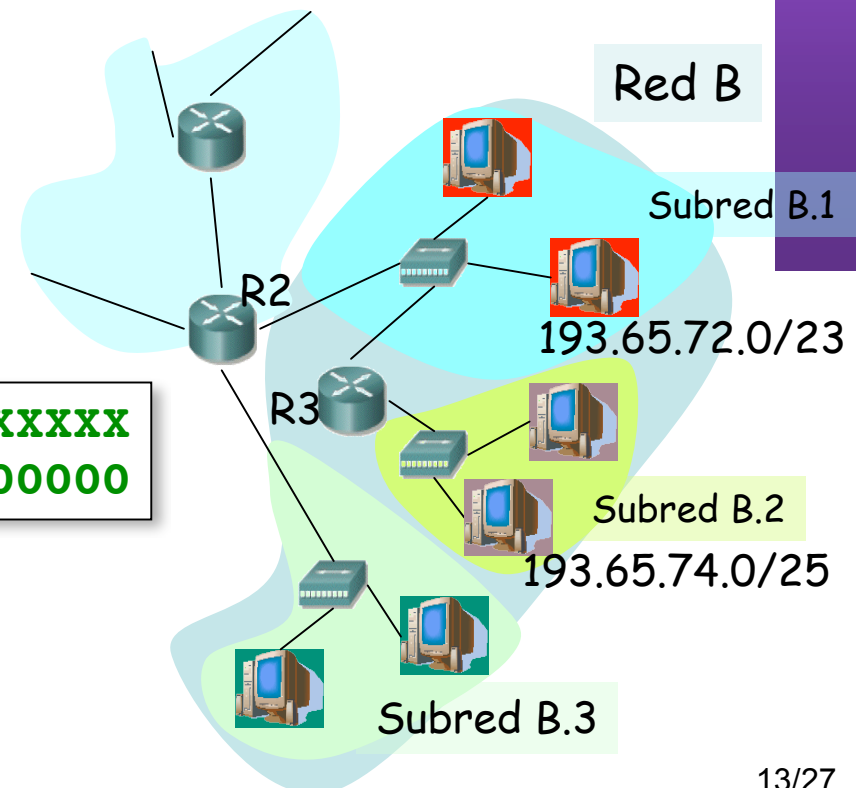 Red B
Subred B.1
R2
193.65.72.0/23
R3
XXXXX
00000
Subred B.2
193.65.74.0/25
Subred B.3
13/27